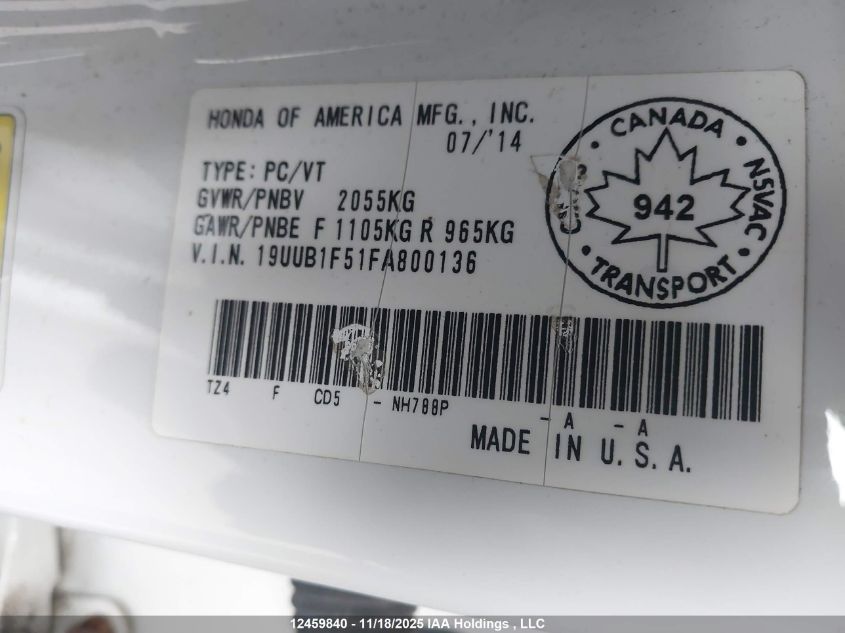 HONDA OF AMERICA MFG., INC.
07/'14
TYPE: PC/VT
GVWR/PNBV 2055KG
GAWR/PNBE F 1105KG R 965KG
V.I.N. 19UUB1F51FA800136
CANADA
NSVAC
942
TRANSPORT
TZ4 F CD5 - NH788P - A - A
MADE IN U.S.A.
12459840 - 11/18/2025 IAA Holdings , LLC